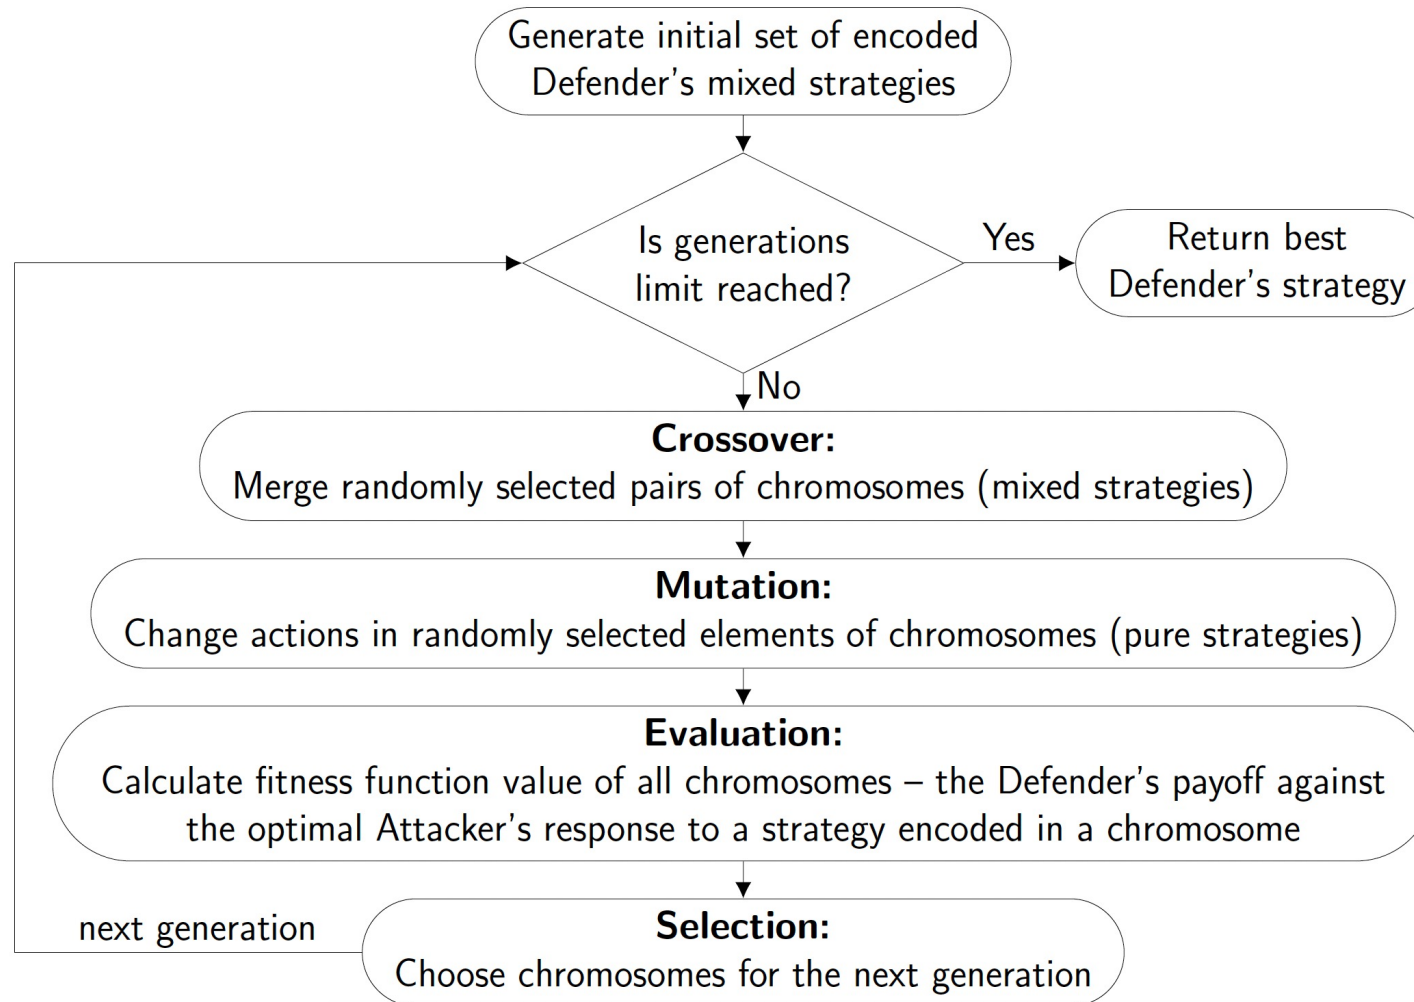 Generate initial set of encoded
Defender's mixed strategies
Is generations
limit reached?
Yes
Return best
Defender's strategy
No
Crossover:
Merge randomly selected pairs of chromosomes (mixed strategies)
Mutation:
Change actions in randomly selected elements of chromosomes (pure strategies)
Evaluation:
Calculate fitness function value of all chromosomes – the Defender's payoff against
the optimal Attacker's response to a strategy encoded in a chromosome
next generation
Selection:
Choose chromosomes for the next generation